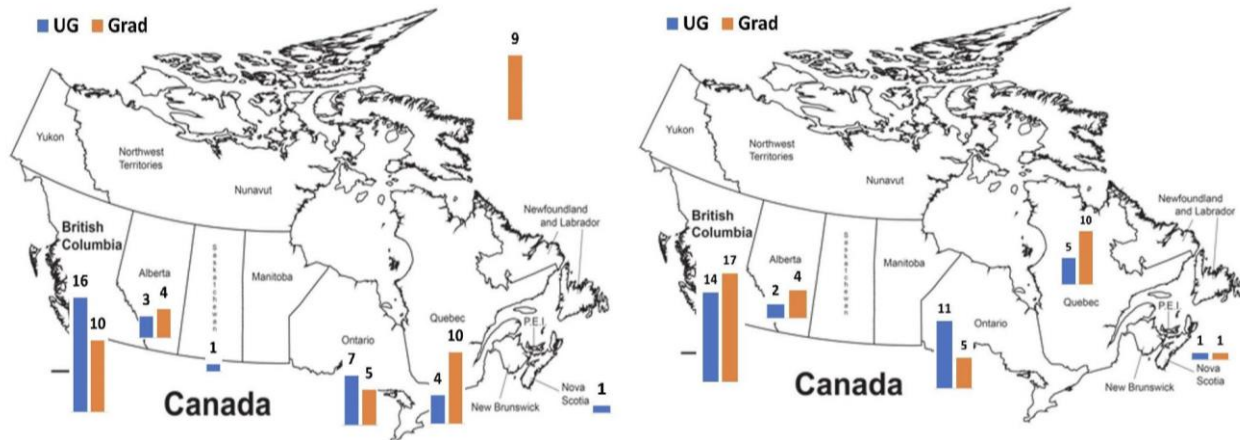 UG Grad
9
Yukon
Northwest
Territories
Nunavut
British
Columbia
Newfoundland
and Labrador
Alberta
Saskatchewan
Manitoba
16
10
3
4
1
Ontario
7
5
Quebec
4
10
P.E.I.
Nova
Scotia
1
New Brunswick
Canada
UG Grad
Yukon
Northwest
Territories
Nunavut
British
Columbia
Newfoundland
and Labrador
Alberta
Saskatchewan
Manitoba
14
17
2
4
Ontario
11
5
5
10
Quebec
P.E.I.
1
1
Nova
Scotia
New Brunswick
Canada